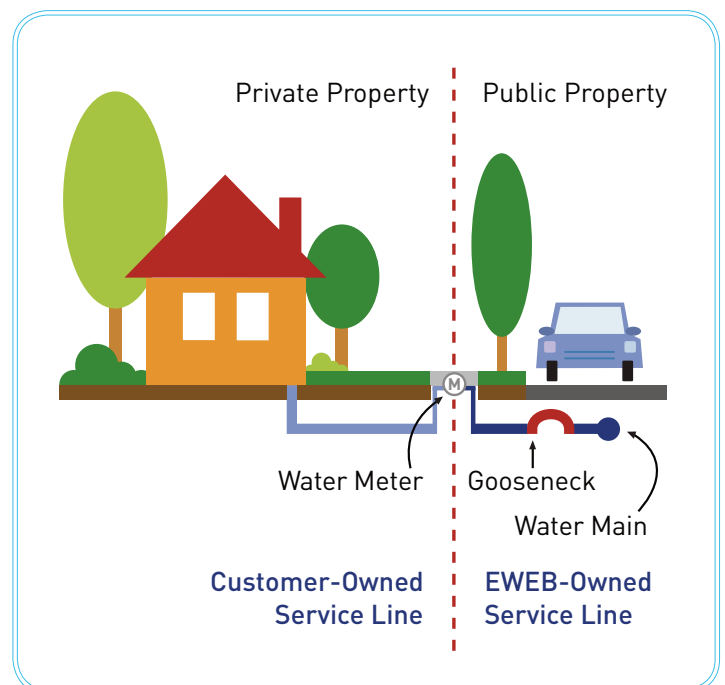 Private Property
Public Property
M
Water Meter
Gooseneck
Water Main
Customer-Owned
Service Line
EWEB-Owned
Service Line